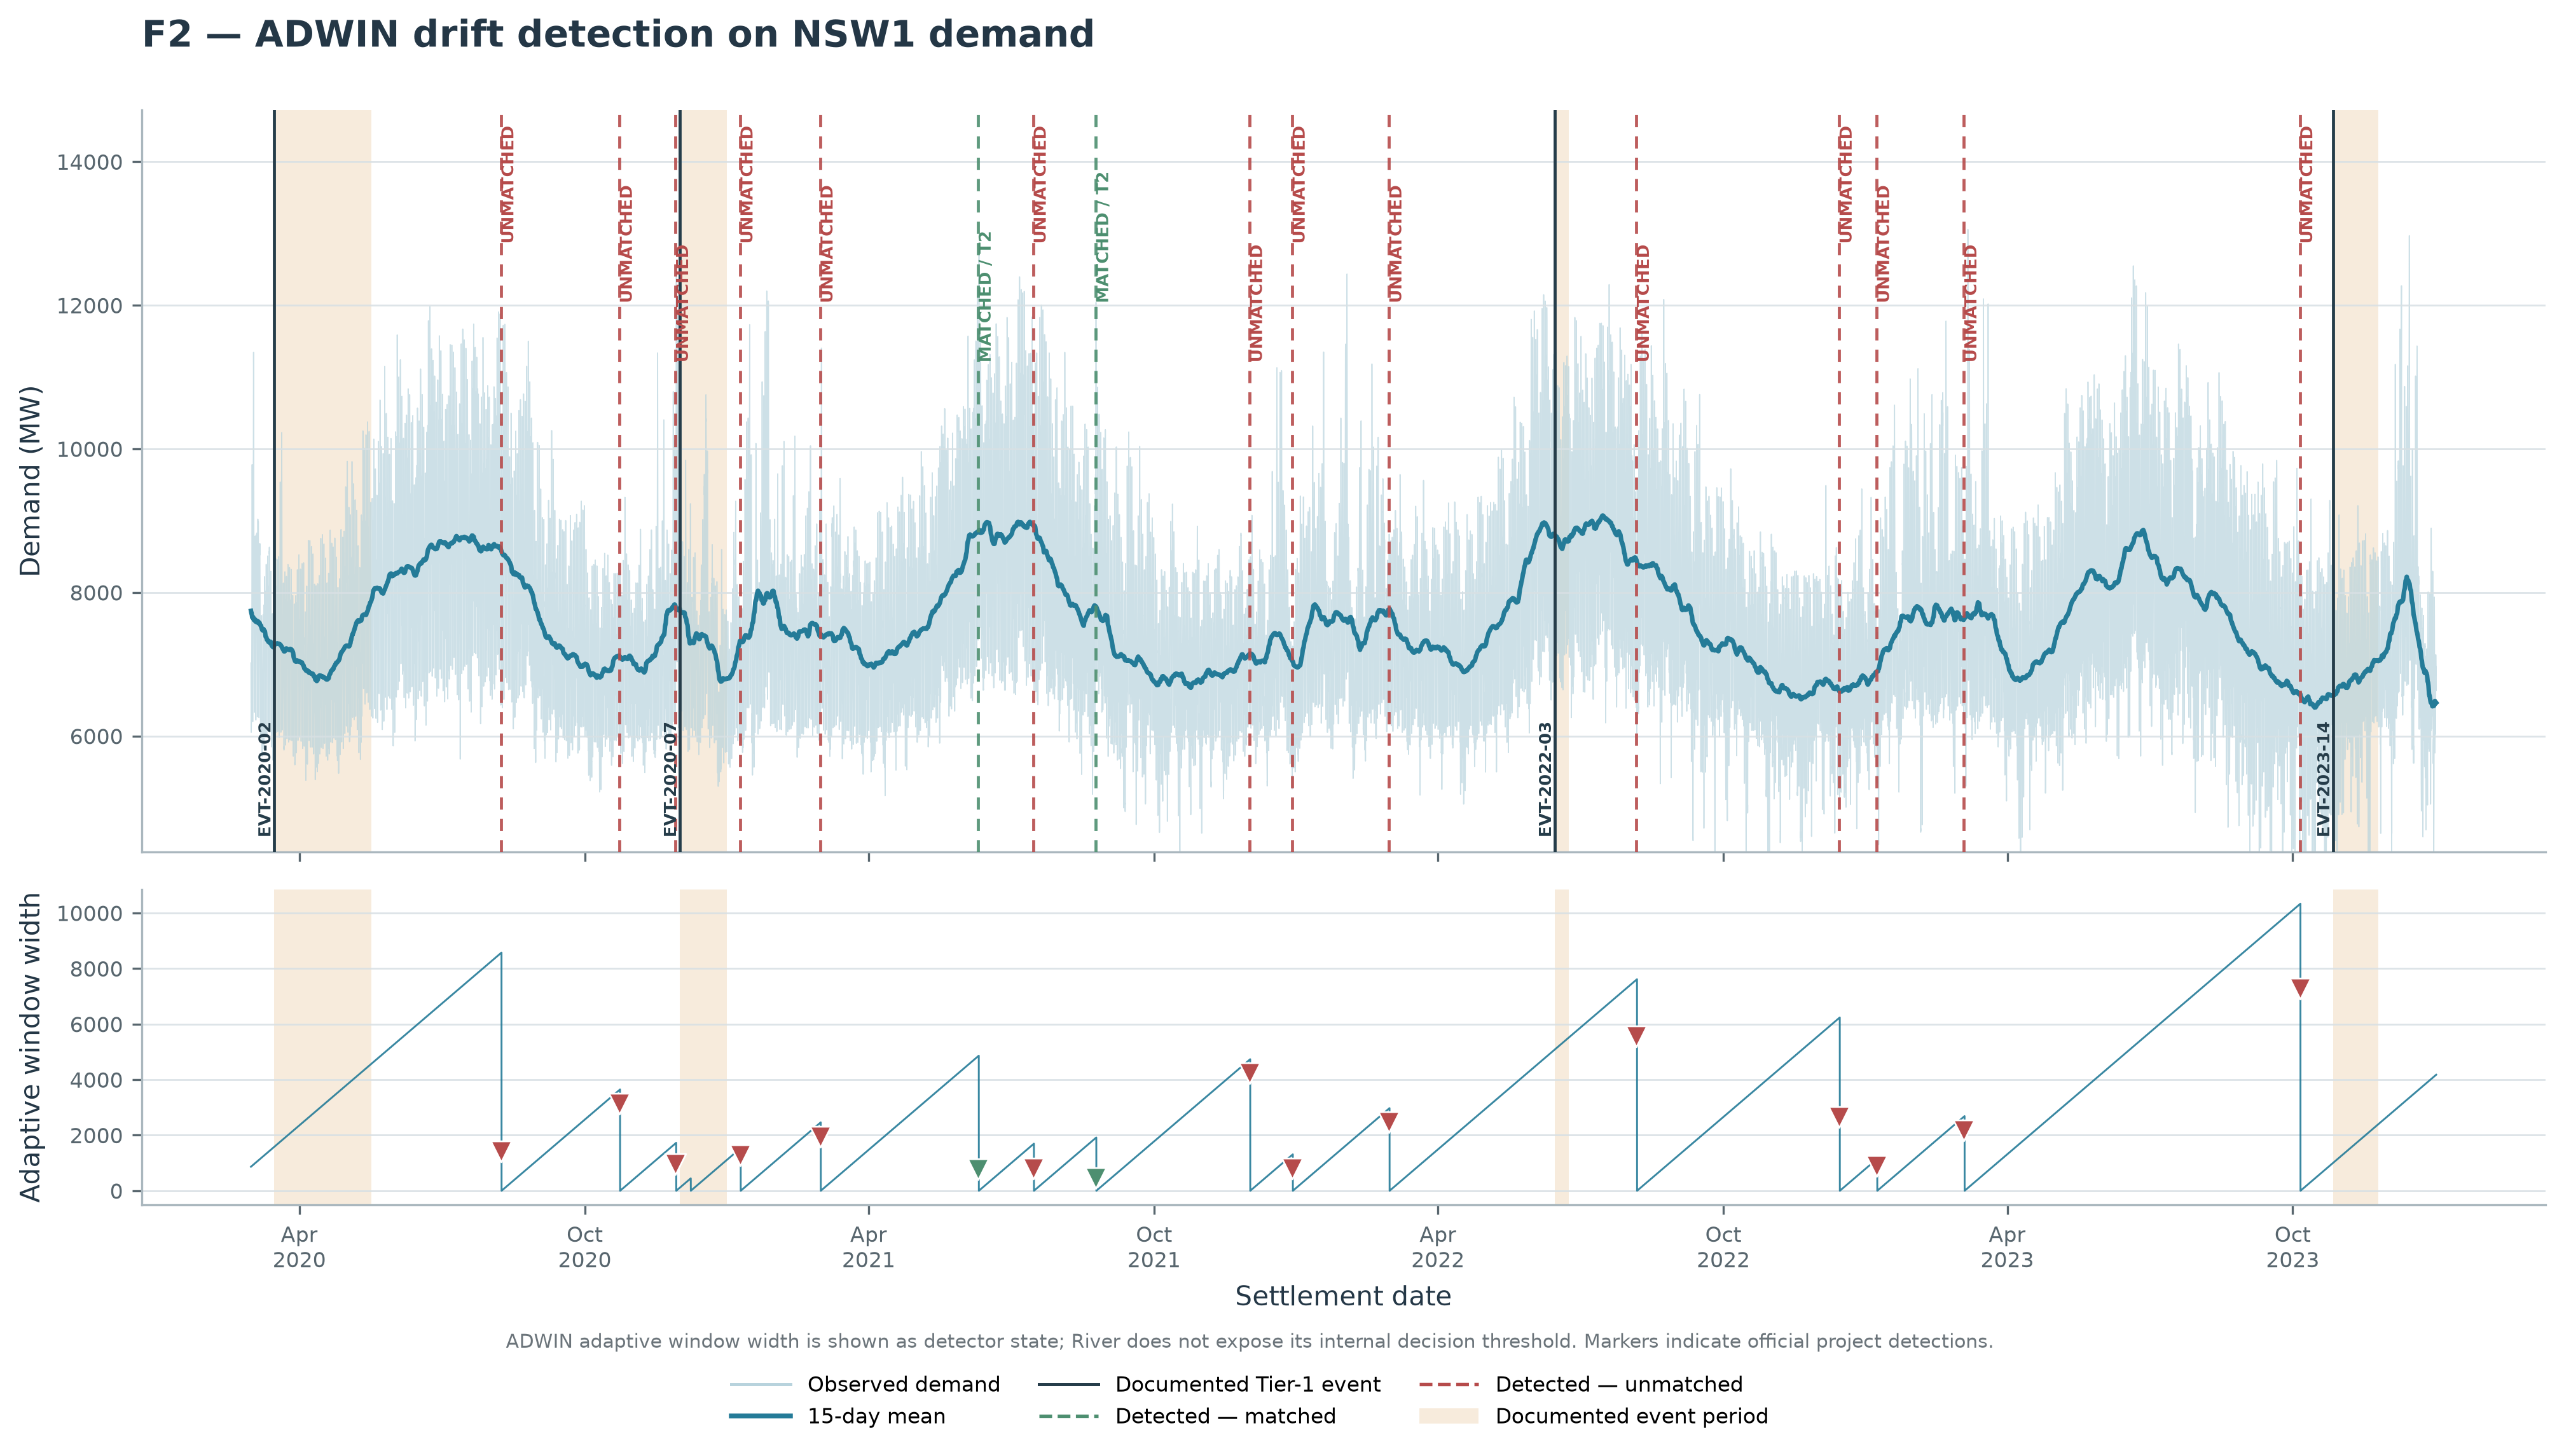 F2 — ADWIN drift detection on NSW1 demand
Demand (MW)
14000
12000
10000
8000
6000
UNMATCHED
UNMATCHED
UNMATCHED
UNMATCHED
UNMATCHED
MATCHED / T2
UNMATCHED
MATCHED / T2
UNMATCHED
UNMATCHED
UNMATCHED
UNMATCHED
UNMATCHED
UNMATCHED
UNMATCHED
UNMATCHED
EVT-2020-02
EVT-2020-07
EVT-2022-03
EVT-2023-14
Adaptive window width
10000
8000
6000
4000
2000
0
Apr
2020
Oct
2020
Apr
2021
Oct
2021
Apr
2022
Oct
2022
Apr
2023
Oct
2023
Settlement date
ADWIN adaptive window width is shown as detector state; River does not expose its internal decision threshold. Markers indicate official project detections.
Observed demand
Documented Tier-1 event
Detected — unmatched
15-day mean
Detected — matched
Documented event period